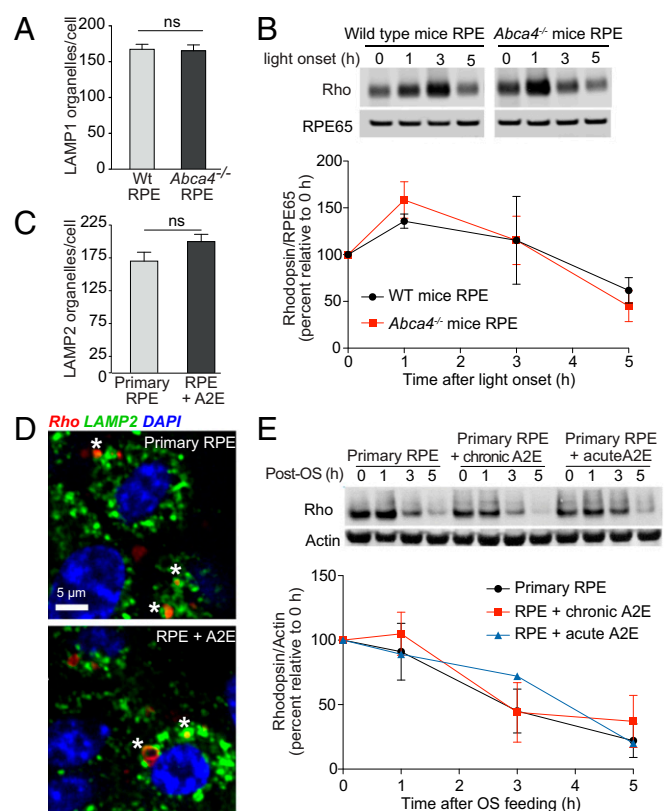 A
ns
LAMP1 organelles/cell
200
150
100
50
0
Wt RPE
Abca4-/- RPE
B
Wild type mice RPE
Abca4-/- mice RPE
light onset (h)
0 1 3 5
0 1 3 5
Rho
RPE65
Rhodopsin/RPE65
(percent relative to 0 h)
200
150
100
50
0
WT mice RPE
Abca4-/- mice RPE
0 1 2 3 4 5
Time after light onset (h)
C
ns
LAMP2 organelles/cell
225
175
125
75
25
0
Primary RPE
RPE + A2E
D
Rho LAMP2 DAPI
* Primary RPE
*
5 µm
*
RPE + A2E
*
*
E
Primary RPE
Primary RPE + chronic A2E
Primary RPE + acuteA2E
Post-OS (h)
0 1 3 5
0 1 3 5
0 1 3 5
Rho
Actin
Rhodopsin/Actin
(percent relative to 0 h)
150
100
50
0
Primary RPE
RPE + chronic A2E
RPE + acute A2E
0 1 2 3 4 5
Time after OS feeding (h)